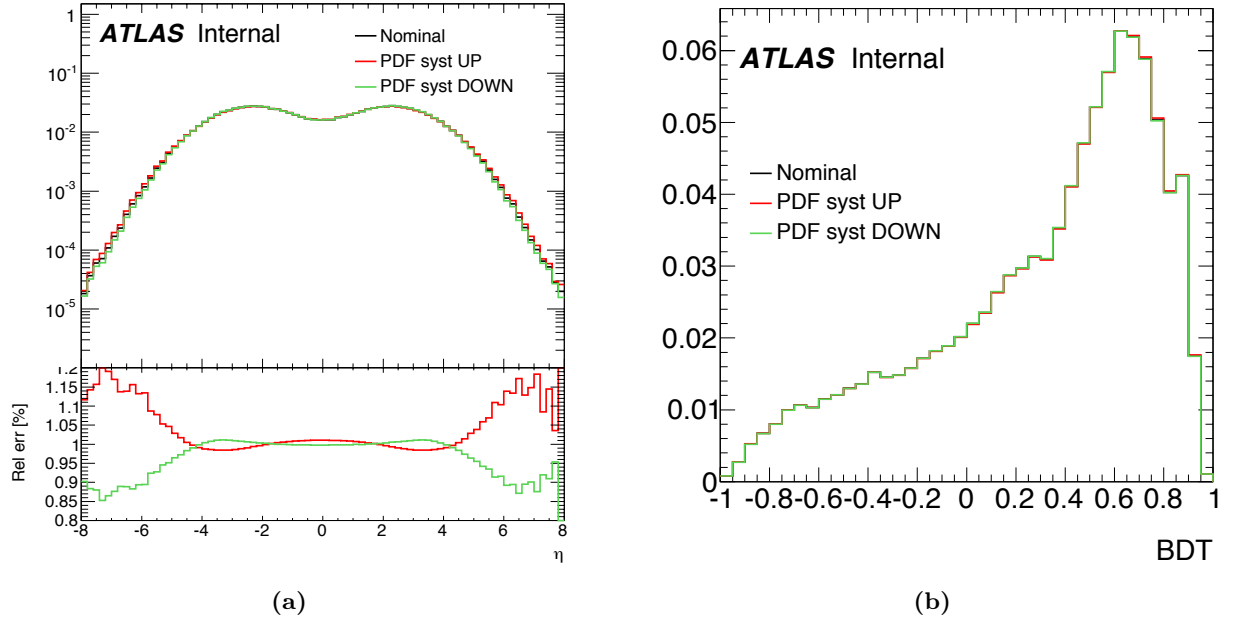 ATLAS Internal
Nominal
PDF syst UP
PDF syst DOWN
1
10^-1
10^-2
10^-3
10^-4
10^-5
Rel err [%]
1.2
1.15
1.1
1.05
1
0.95
0.9
0.85
0.8
-8 -6 -4 -2 0 2 4 6 8
η
(a)
ATLAS Internal
Nominal
PDF syst UP
PDF syst DOWN
0.06
0.05
0.04
0.03
0.02
0.01
0
-1 -0.8 -0.6 -0.4 -0.2 0 0.2 0.4 0.6 0.8 1
BDT
(b)